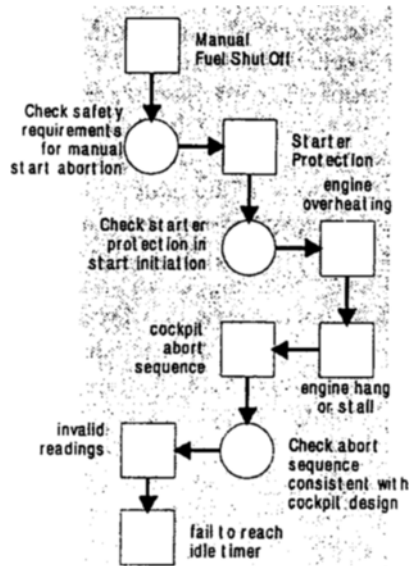 Manual
Fuel ShutOff
Check safety
requirements
for manual
start abortion
Starter
Protection
engine
overheating
Check starter
protection in
start initiation
cockpit
abort
sequence
engine hang
or stall
invalid
readings
Check abort
sequence
consistent with
cockpit design
fail to reach
idle timer